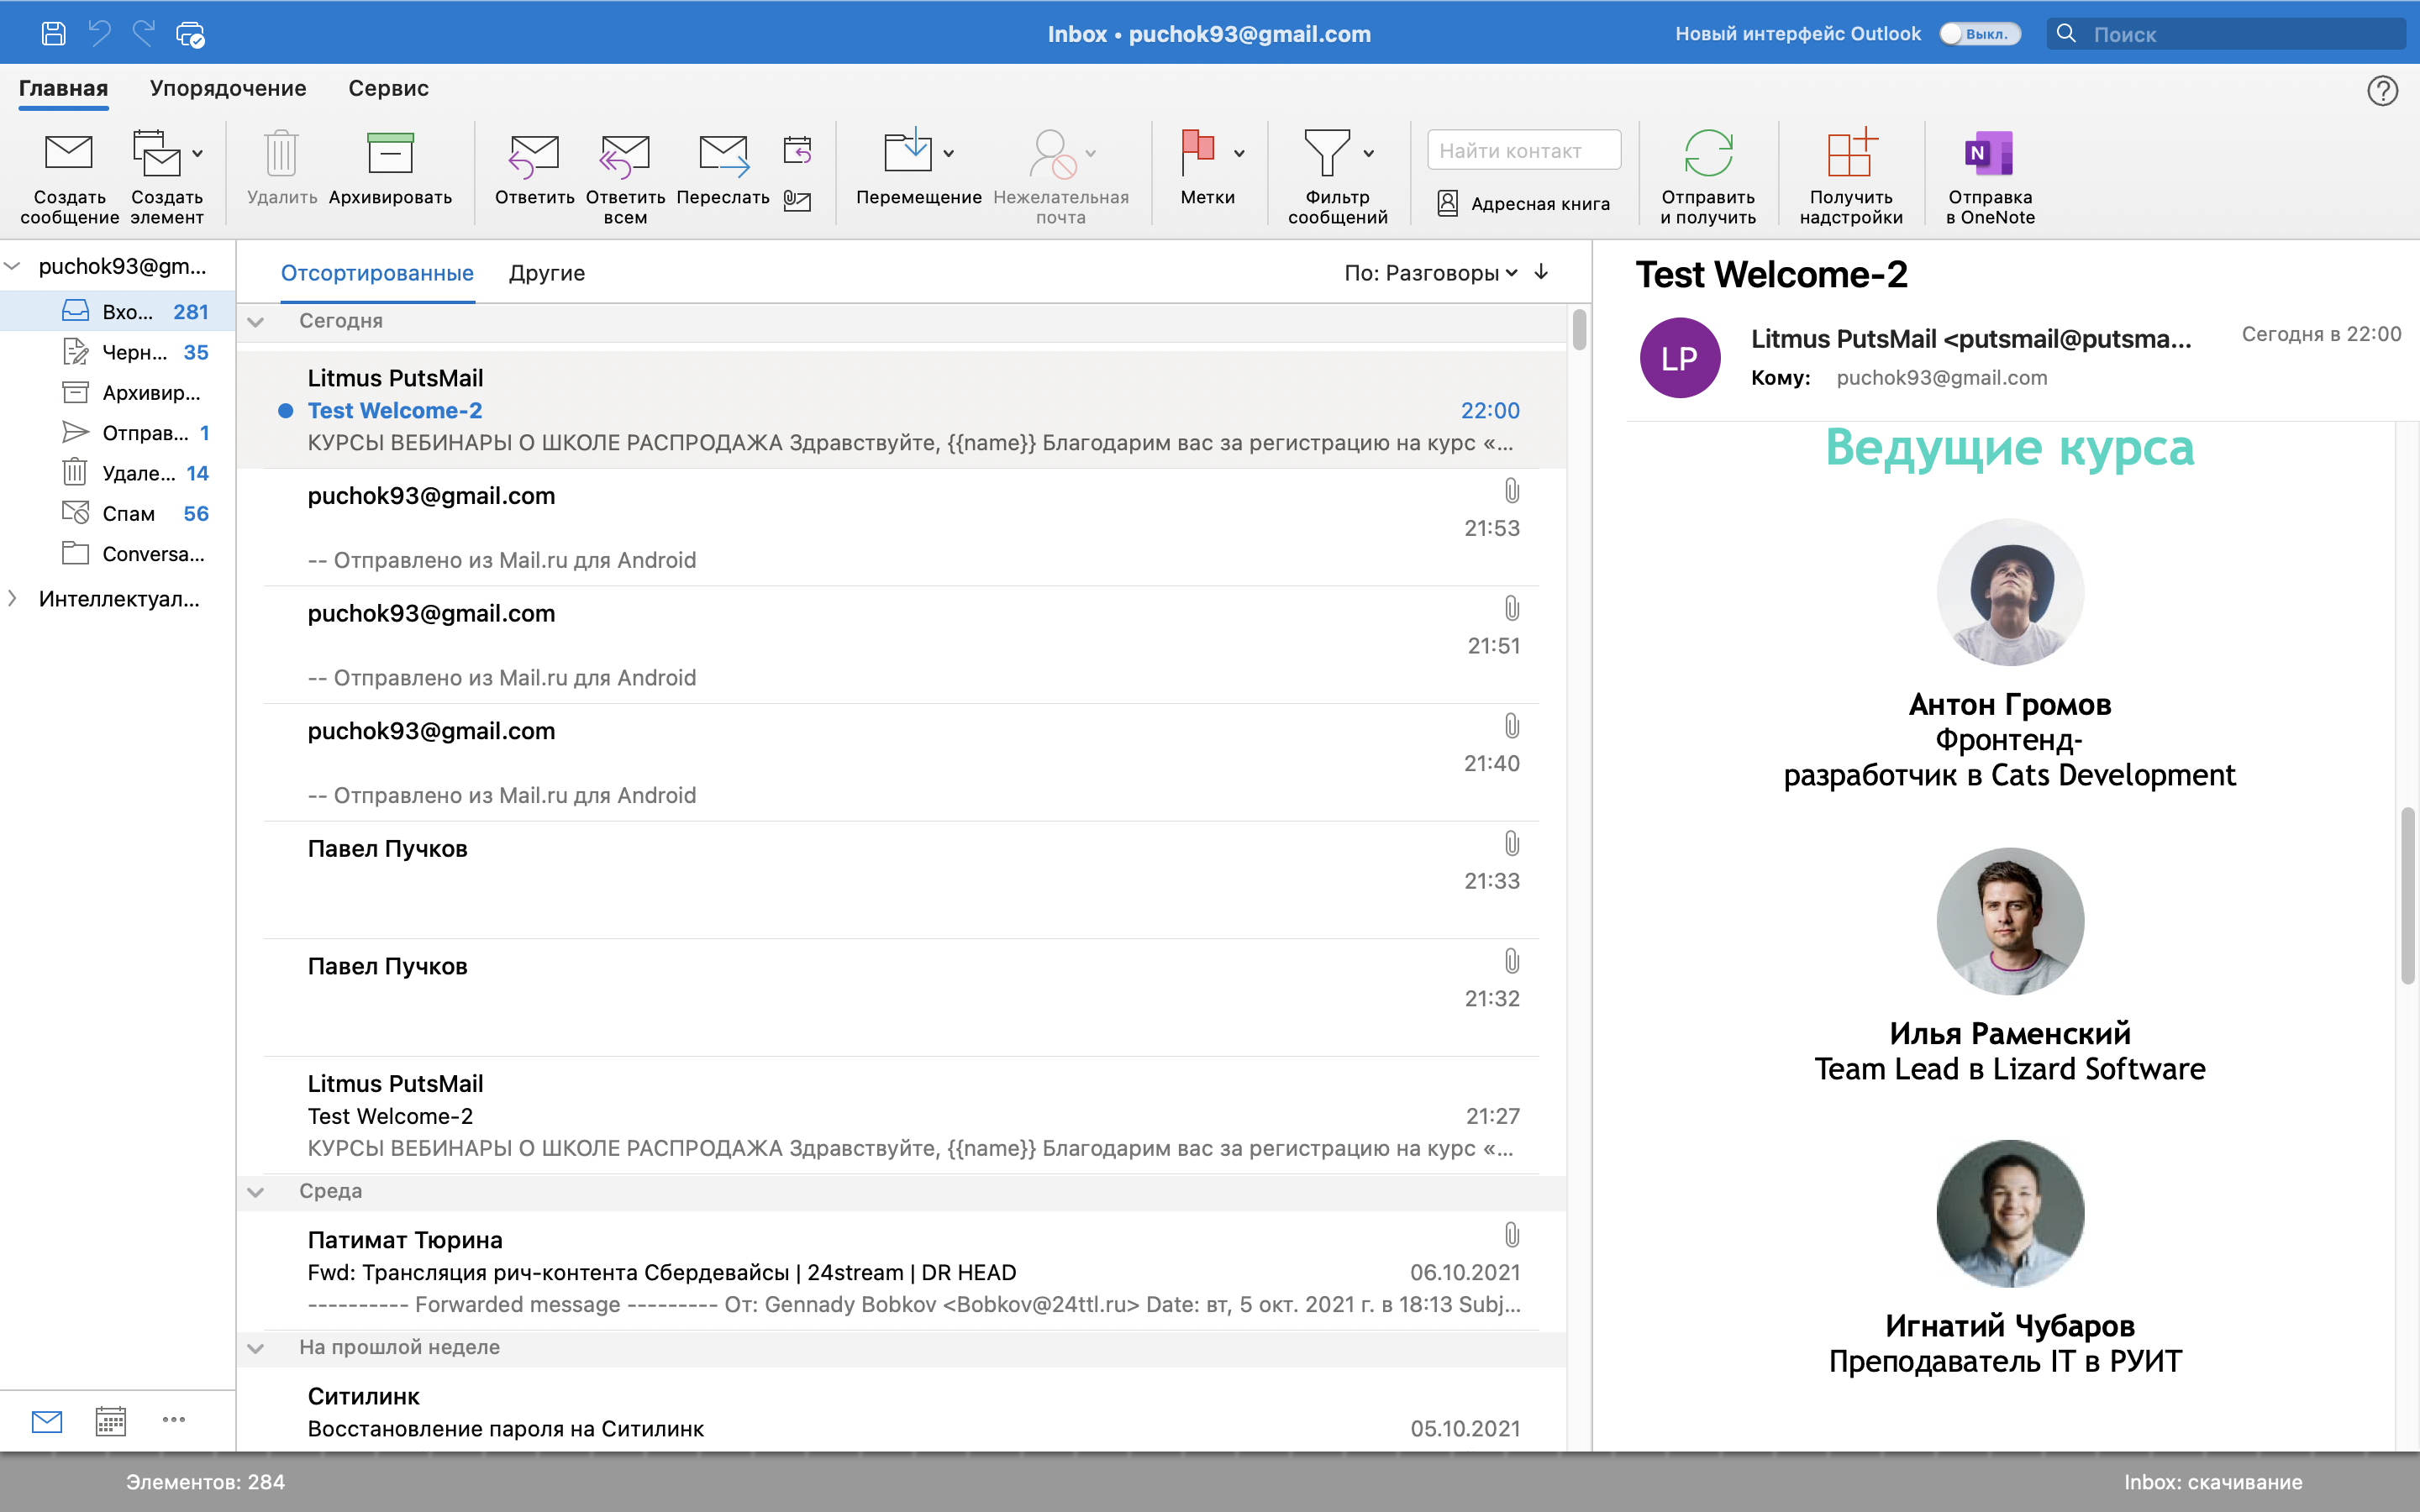 Inbox • puchok93@gmail.com
Новый интерфейс Outlook
Выкл.
Поиск
Главная
Упорядочение
Сервис
Создать сообщение
Создать элемент
Удалить
Архивировать
Ответить
Ответить всем
Переслать
Перемещение
Нежелательная почта
Метки
Фильтр сообщений
Найти контакт
Адресная книга
Отправить и получить
Получить надстройки
N
Отправка в OneNote
puchok93@gm...
Вхо... 281
Черн... 35
Архивир...
Отправ... 1
Удале... 14
Спам 56
Conversa...
Интеллектуал...
Отсортированные
Другие
По: Разговоры
Сегодня
Litmus PutsMail
Test Welcome-2 22:00
КУРСЫ ВЕБИНАРЫ О ШКОЛЕ РАСПРОДАЖА Здравствуйте, {{name}} Благодарим вас за регистрацию на курс «...
puchok93@gmail.com
21:53
-- Отправлено из Mail.ru для Android
puchok93@gmail.com
21:51
-- Отправлено из Mail.ru для Android
puchok93@gmail.com
21:40
-- Отправлено из Mail.ru для Android
Павел Пучков
21:33
Павел Пучков
21:32
Litmus PutsMail
Test Welcome-2 21:27
КУРСЫ ВЕБИНАРЫ О ШКОЛЕ РАСПРОДАЖА Здравствуйте, {{name}} Благодарим вас за регистрацию на курс «...
Среда
Патимат Тюрина
Fwd: Трансляция рич-контента Сбердевайсы | 24stream | DR HEAD 06.10.2021
---------- Forwarded message --------- От: Gennady Bobkov <Bobkov@24ttl.ru> Date: вт, 5 окт. 2021 г. в 18:13 Subj...
На прошлой неделе
Ситилинк
Восстановление пароля на Ситилинк 05.10.2021
Test Welcome-2
LP
Litmus PutsMail <putsmail@putsma...
Сегодня в 22:00
Кому: puchok93@gmail.com
Ведущие курса
Антон Громов
Фронтенд-
разработчик в Cats Development
Илья Раменский
Team Lead в Lizard Software
Игнатий Чубаров
Преподаватель IT в РУИТ
Элементов: 284
Inbox: скачивание